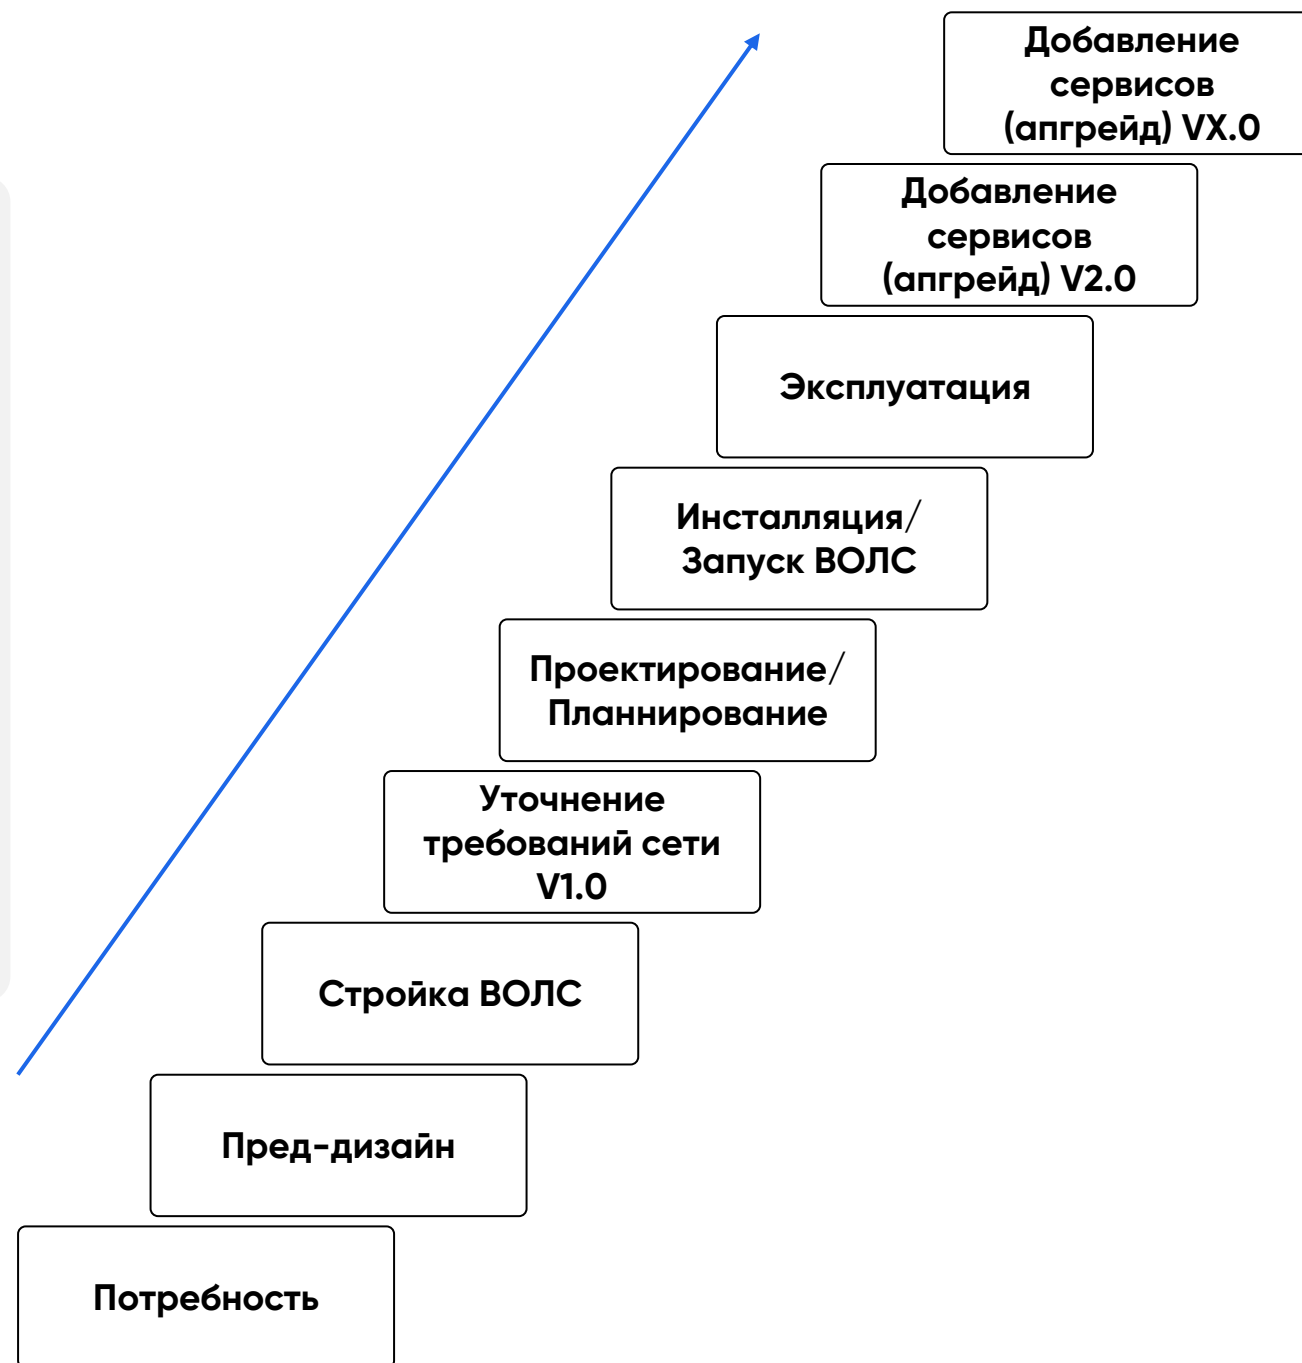 Добавление
сервисов
(апгрейд) VX.0
Добавление
сервисов
(апгрейд) V2.0
Эксплуатация
Инсталляция/
Запуск ВОЛС
Проектирование/
Планнирование
Уточнение
требований сети
V1.0
Стройка ВОЛС
Пред-дизайн
Потребность